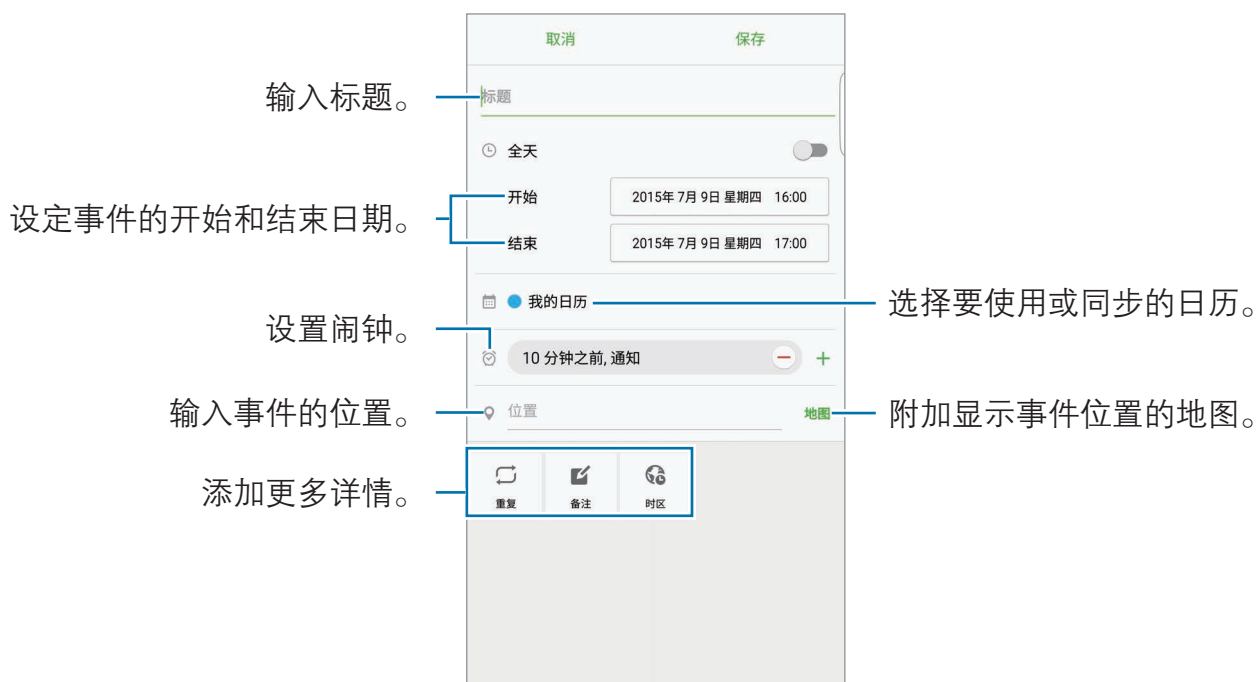 取消 保存
输入标题。 标题
全天
开始 2015年 7月 9日 星期四 16:00
设定事件的开始和结束日期。
结束 2015年 7月 9日 星期四 17:00
我的日历 选择要使用或同步的日历。
设置闹钟。
10 分钟之前, 通知
输入事件的位置。 位置 地图 附加显示事件位置的地图。
添加更多详情。
重复 备注 时区